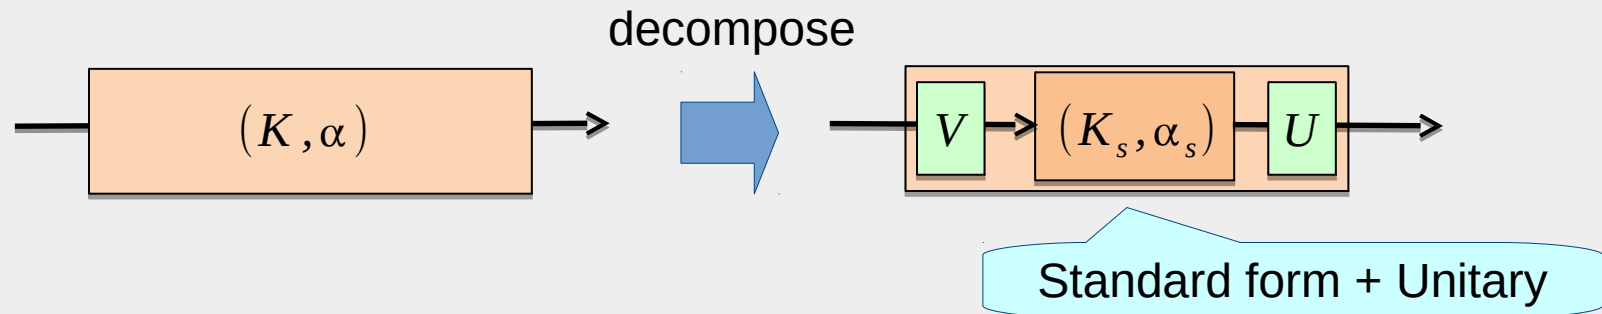 decompose
(K,α)
V
(Kₛ,αₛ)
U
Standard form + Unitary